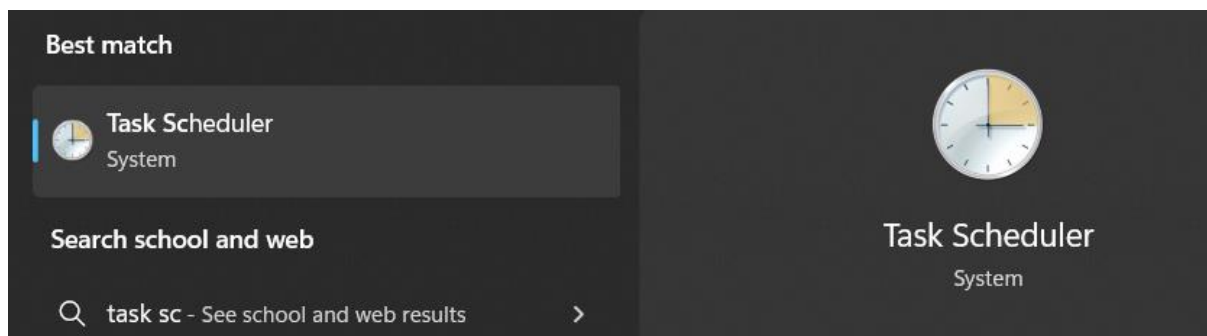 Best match
Task Scheduler
System
Search school and web
task sc - See school and web results
Task Scheduler
System